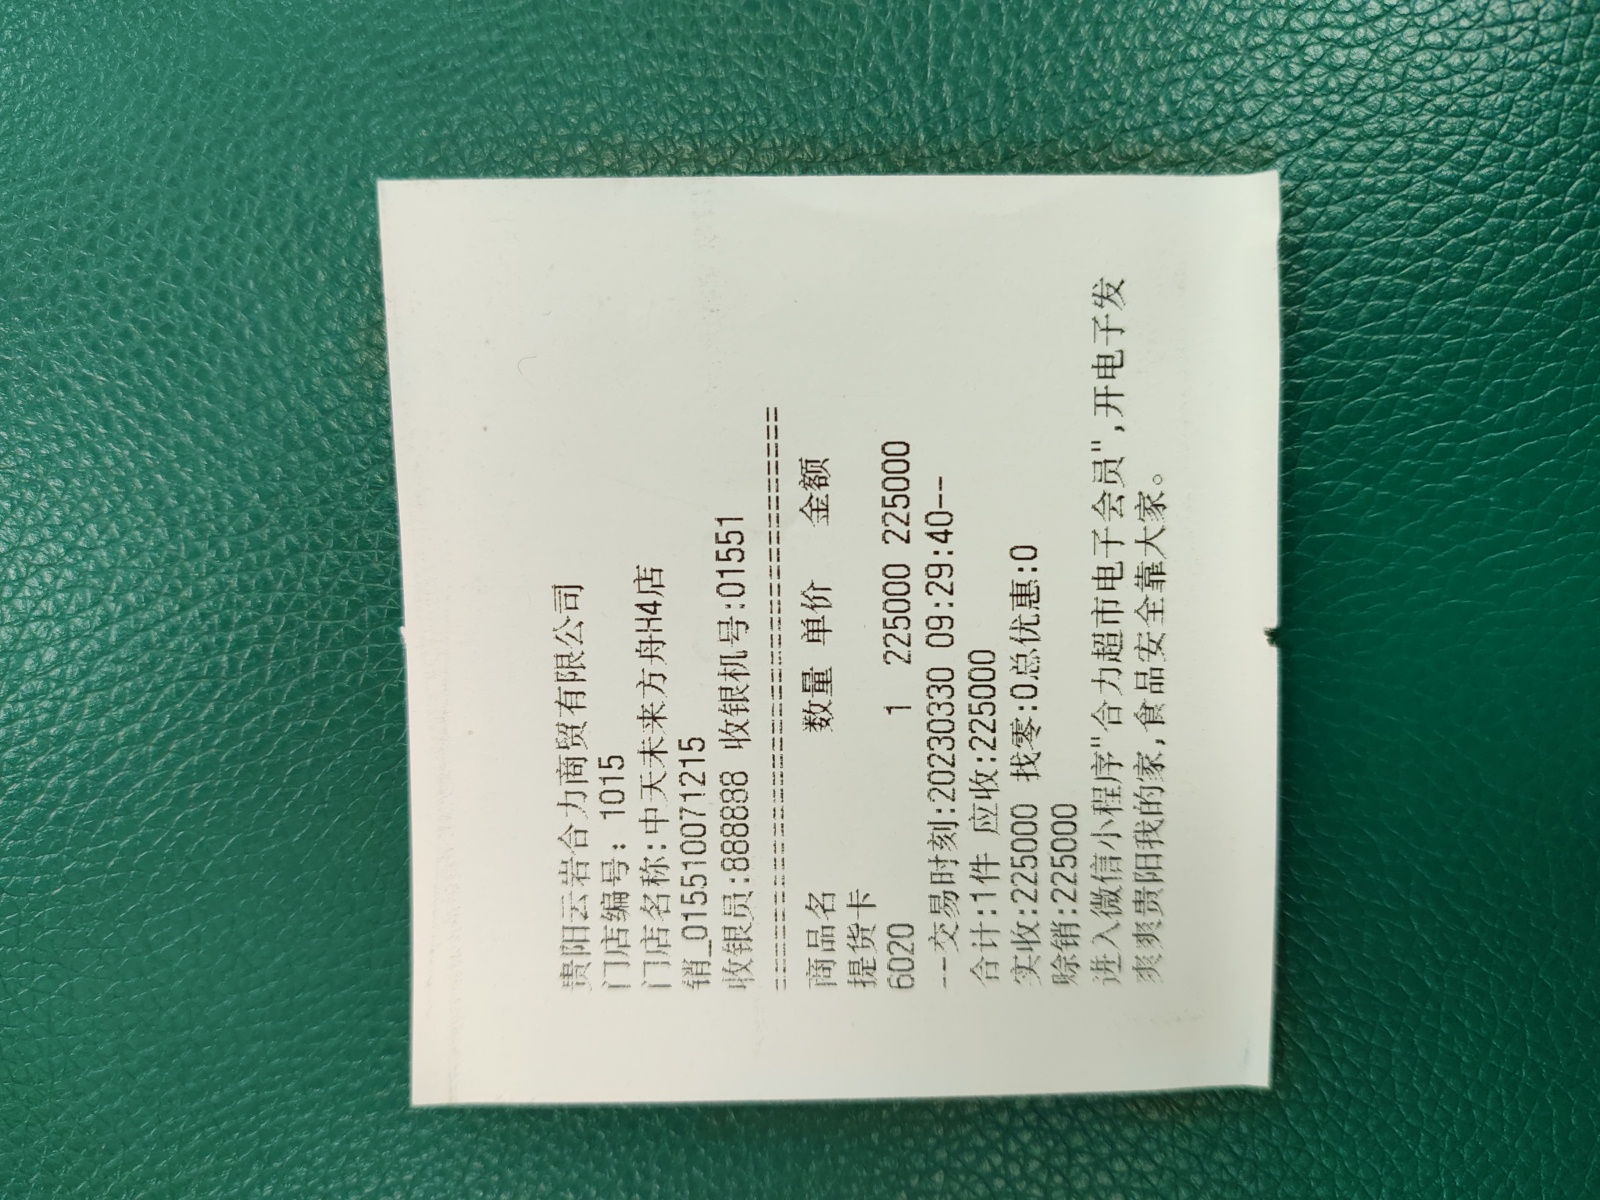 贵阳云岩合力商贸有限公司
门店编号: 1015
门店名称:中天未来方舟H4店
销_015510071215
收银员:888888 收银机号:01551
================================
商品名 数量 单价 金额
提货卡
6020 1 225000 225000
--交易时刻:20230330 09:29:40--
合计:1件 应收:225000
实收:225000 找零:0总优惠:0
赊销:225000
进入微信小程序"合力超市电子会员",开电子发
爽爽贵阳我的家,食品安全靠大家。